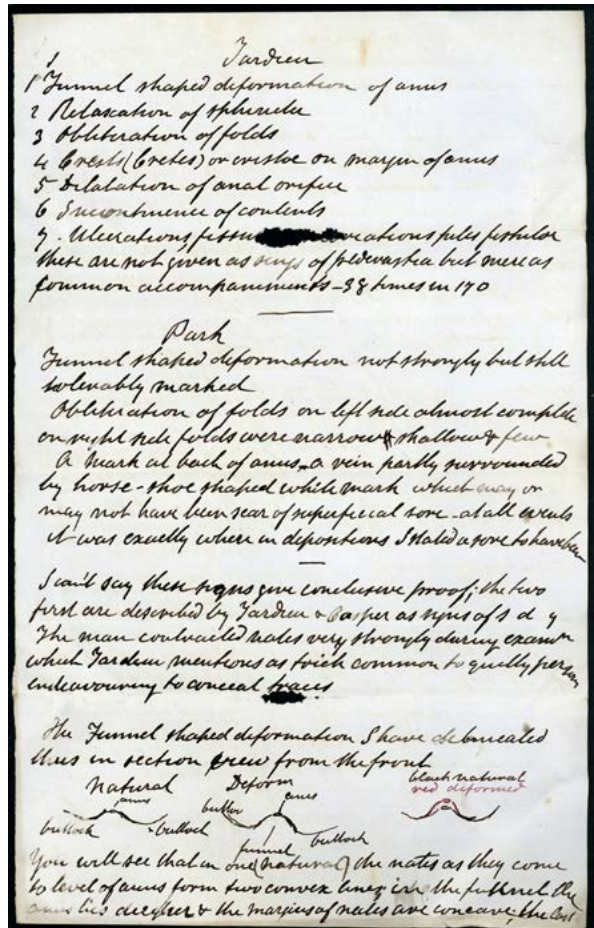 Tardieu
1 Funnel shaped deformation of anus
2 Relaxation of sphincter
3 Obliteration of folds
4 Crests (Cretes) or cristae on margin of anus
5 Dilatation of anal orifice
6 Incontinence of contents
7. Ulcerations piles fistulae
these are not given as signs of pederastia but mere as
common accompaniments - 38 times in 170
Park
Funnel shaped deformation not strongly but still
tolerably marked
Obliteration of folds on left side almost complete
on right side folds were narrow shallow & few
A mark at back of anus - a vein partly surrounded
by horse-shoe shaped white mark which may or
may not have been scar of superficial sore - at all events
it was exactly where in depositions I stated a sore to have been
I can't say these signs give conclusive proof; the two
first are described by Tardieu & Casper as signs of s d y
The man contracted nates very strongly during examn
which Tardieu mentions as trick common to guilty person
endeavouring to conceal traces
The Funnel shaped deformation I have delineated
thus in section view from the front
natural Deform black natural
anus anus red deformed
buttock buttock buttock buttock
funnel
You will see that in one (natural) the nates as they come
to level of anus form two convex lines in the funnel the
anus lies deeper & the margins of nates are concave; the last